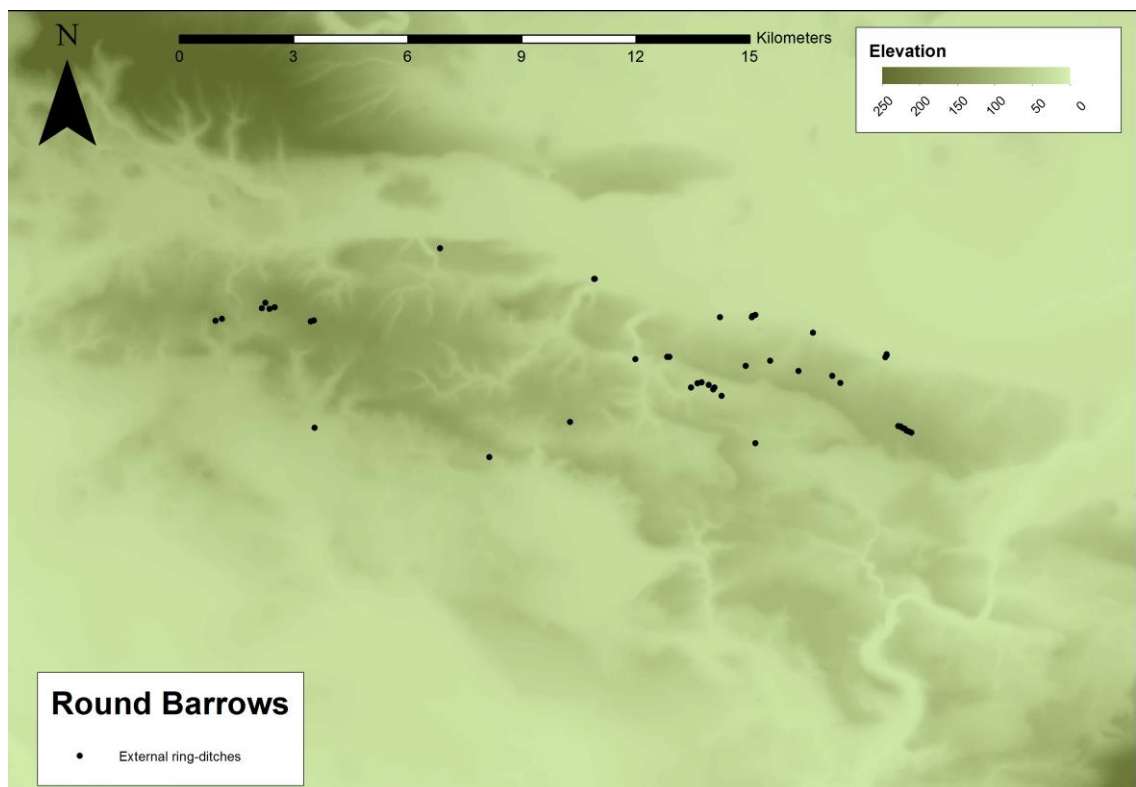 N
Kilometers
0 3 6 9 12 15
Elevation
250 200 150 100 50 0
Round Barrows
External ring-ditches